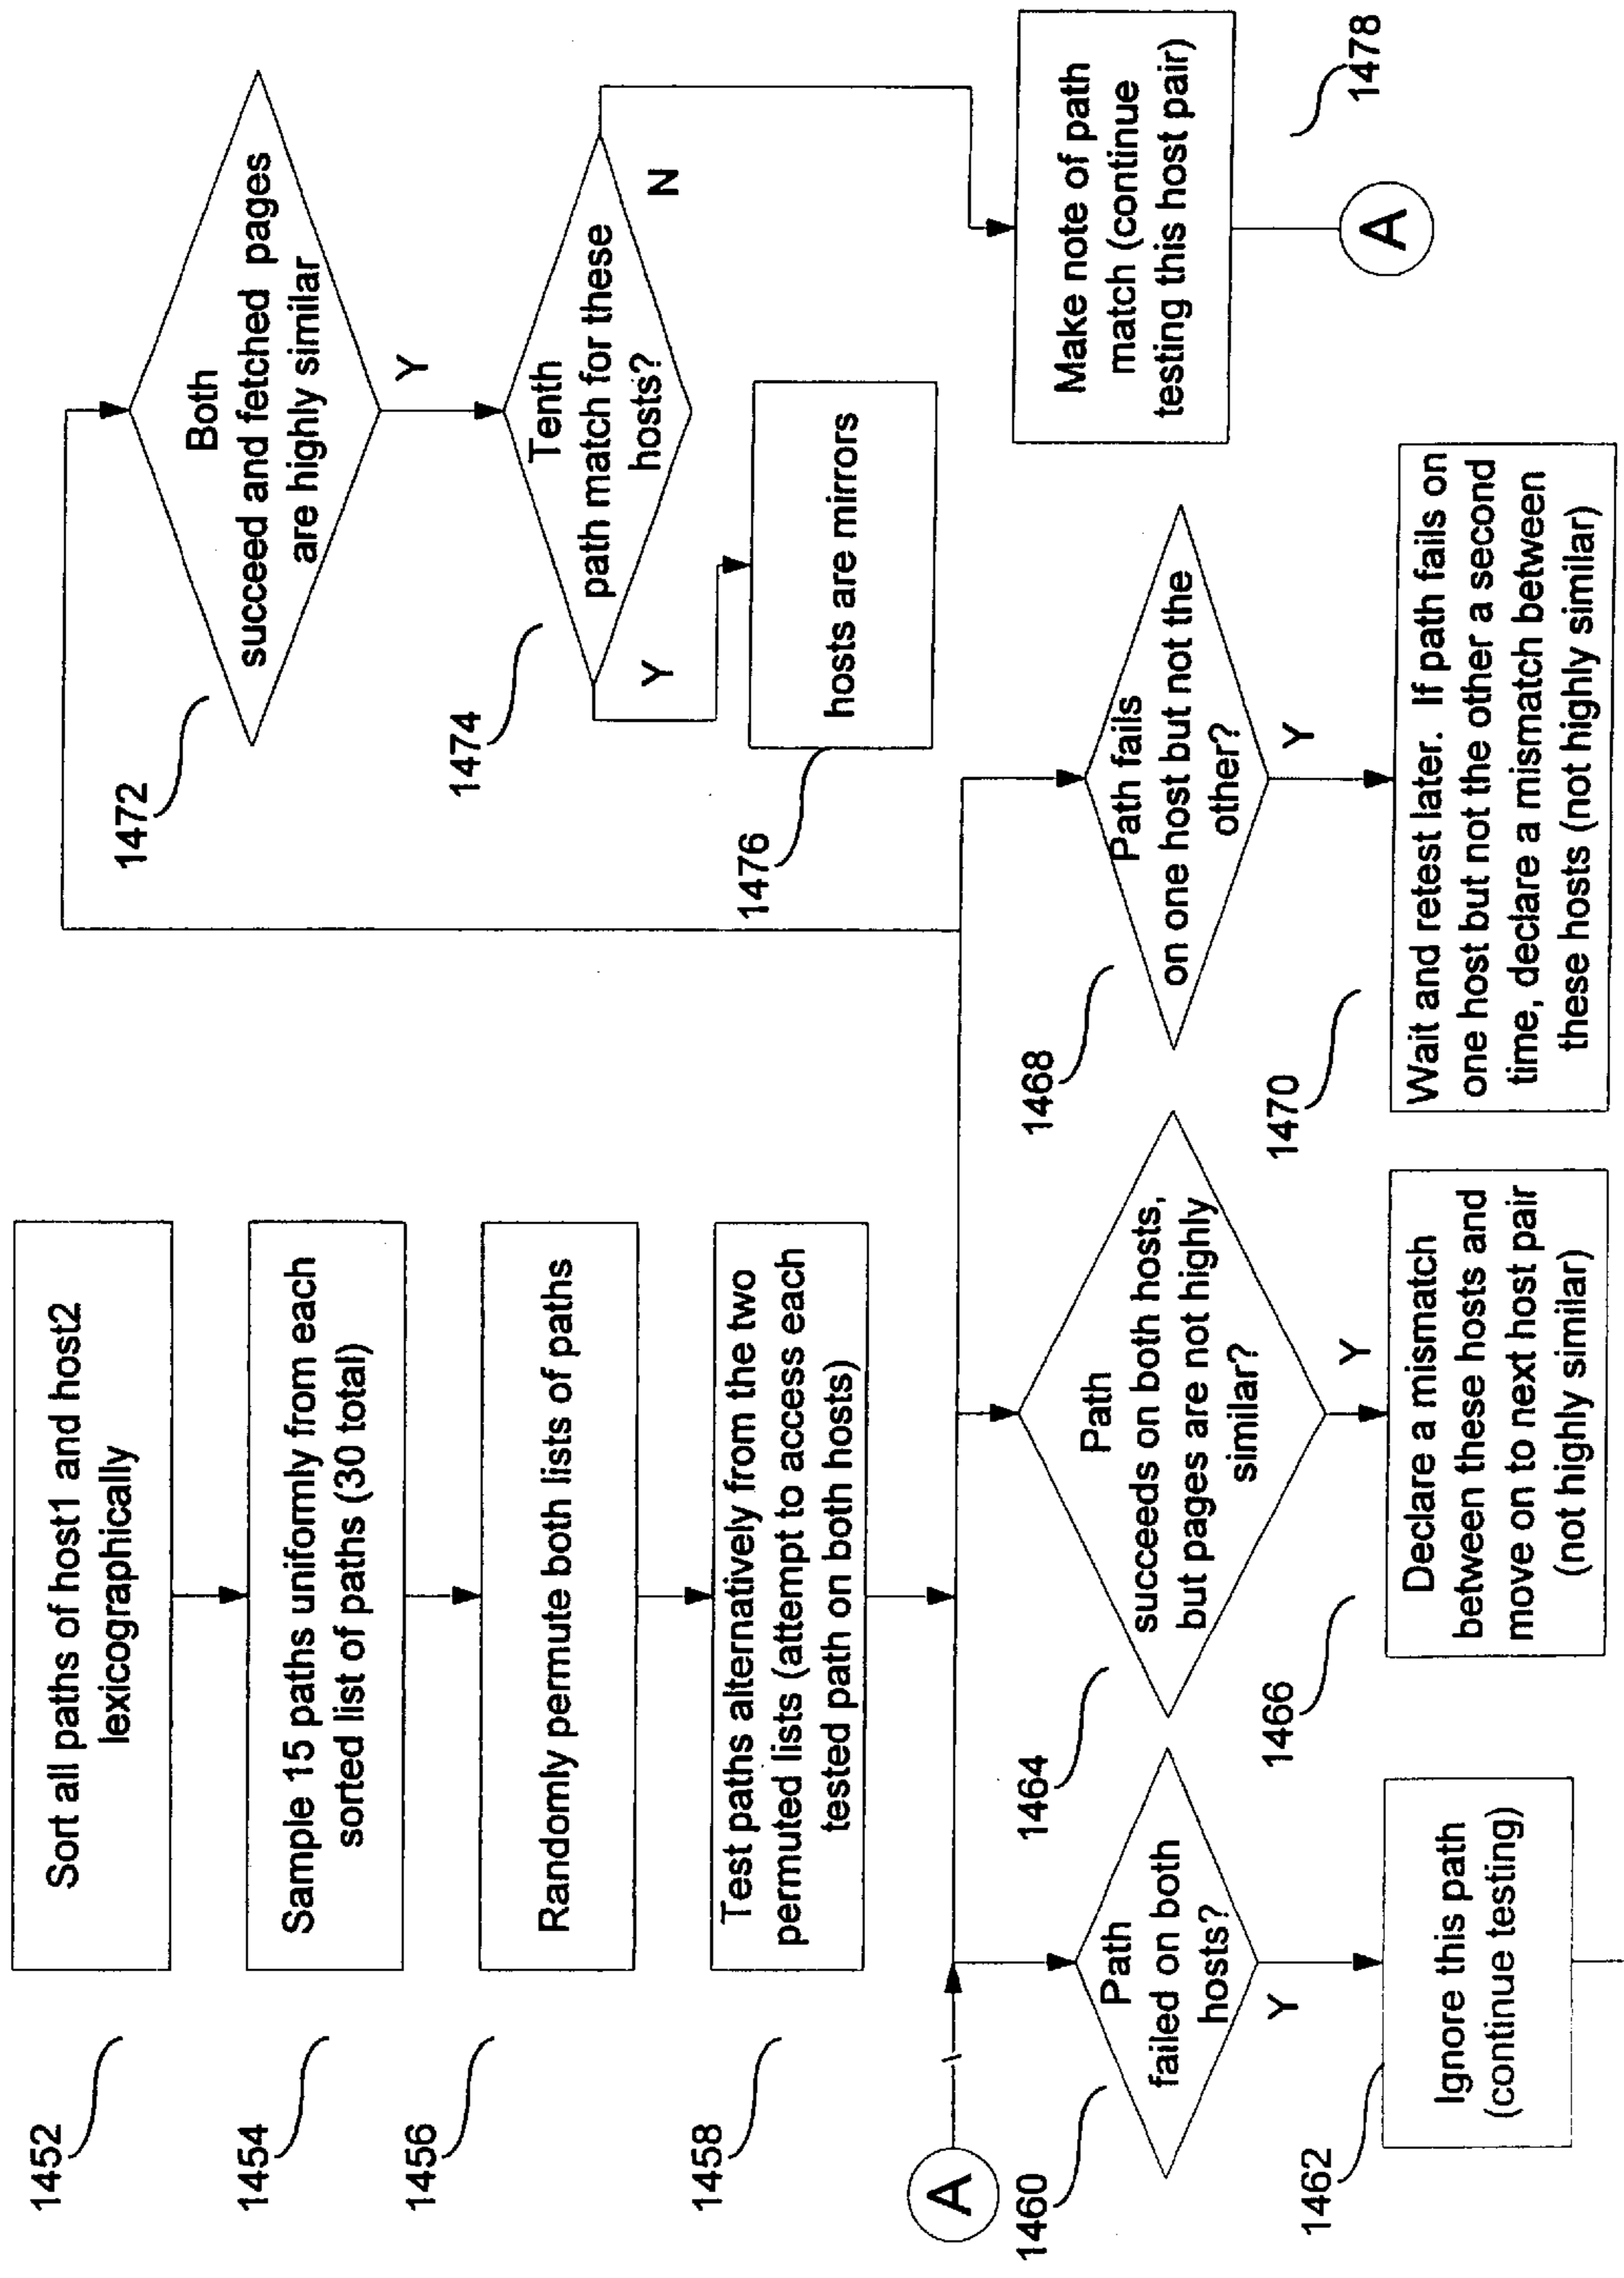 1452
Sort all paths of host1 and host2
lexicographically
1454
Sample 15 paths uniformly from each
sorted list of paths (30 total)
1456
Randomly permute both lists of paths
1458
Test paths alternatively from the two
permuted lists (attempt to access each
tested path on both hosts)
A
1460
Path
failed on both
hosts?
Y
1462
Ignore this path
(continue testing)
1464
Path
succeeds on both hosts,
but pages are not highly
similar?
Y
1466
Declare a mismatch
between these hosts and
move on to next host pair
(not highly similar)
1468
Path fails
on one host but not the
other?
Y
1470
Wait and retest later. If path fails on
one host but not the other a second
time, declare a mismatch between
these hosts (not highly similar)
1472
Both
succeed and fetched pages
are highly similar
Y
1474
Tenth
path match for these
hosts?
Y
N
1476
hosts are mirrors
Make note of path
match (continue
testing this host pair)
1478
A